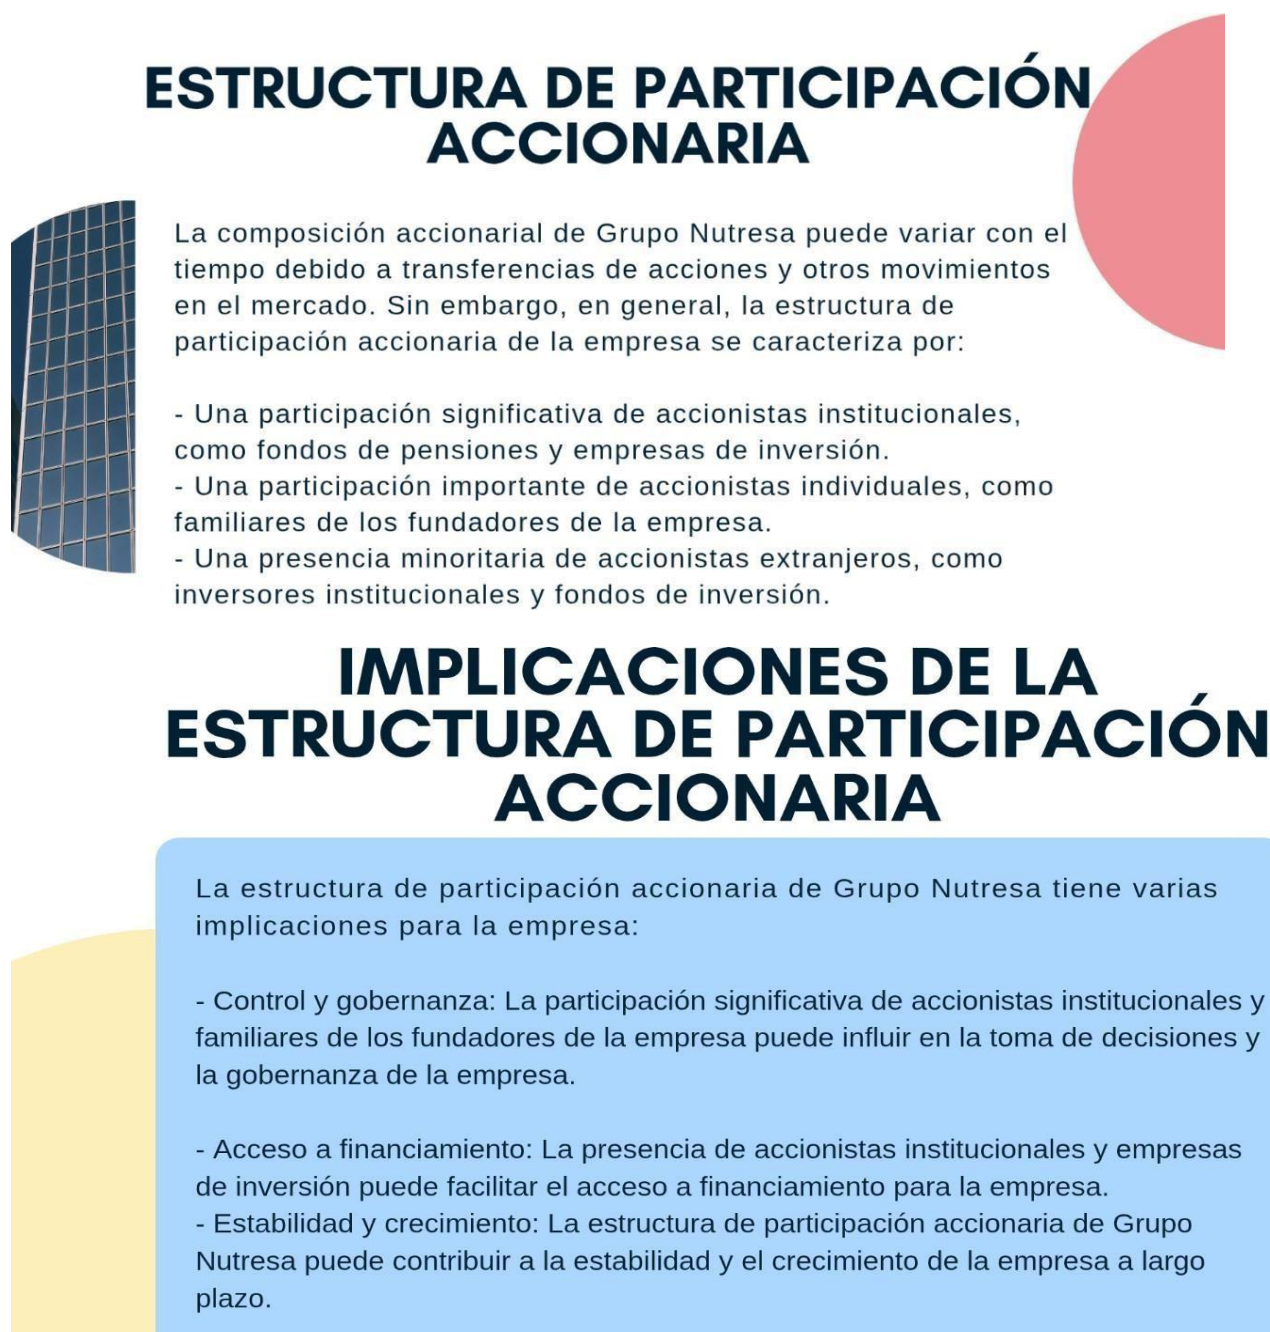 ESTRUCTURA DE PARTICIPACIÓN
ACCIONARIA
La composición accionarial de Grupo Nutresa puede variar con el
tiempo debido a transferencias de acciones y otros movimientos
en el mercado. Sin embargo, en general, la estructura de
participación accionaria de la empresa se caracteriza por:
- Una participación significativa de accionistas institucionales,
como fondos de pensiones y empresas de inversión.
- Una participación importante de accionistas individuales, como
familiares de los fundadores de la empresa.
- Una presencia minoritaria de accionistas extranjeros, como
inversores institucionales y fondos de inversión.
IMPLICACIONES DE LA
ESTRUCTURA DE PARTICIPACIÓN
ACCIONARIA
La estructura de participación accionaria de Grupo Nutresa tiene varias
implicaciones para la empresa:
- Control y gobernanza: La participación significativa de accionistas institucionales y
familiares de los fundadores de la empresa puede influir en la toma de decisiones y
la gobernanza de la empresa.
- Acceso a financiamiento: La presencia de accionistas institucionales y empresas
de inversión puede facilitar el acceso a financiamiento para la empresa.
- Estabilidad y crecimiento: La estructura de participación accionaria de Grupo
Nutresa puede contribuir a la estabilidad y el crecimiento de la empresa a largo
plazo.